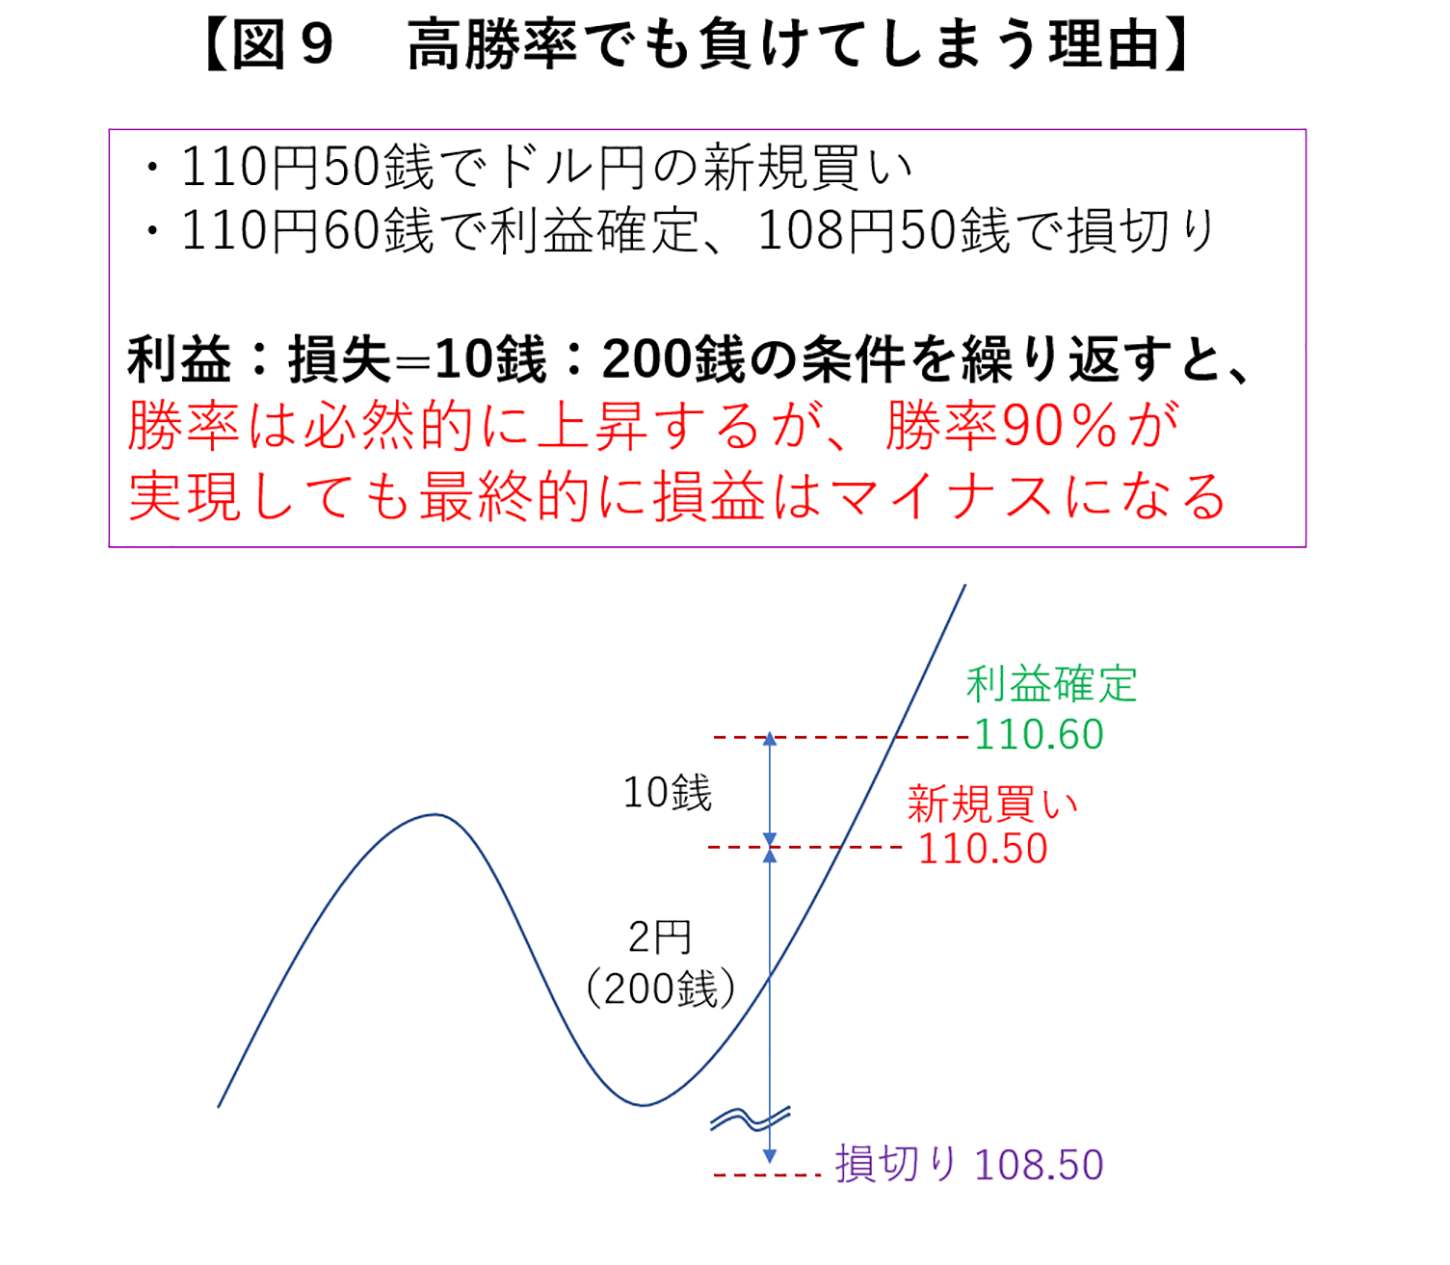 【図９　高勝率でも負けてしまう理由】
・110円50銭でドル円の新規買い
・110円60銭で利益確定、108円50銭で損切り
利益：損失=10銭：200銭の条件を繰り返すと、
勝率は必然的に上昇するが、勝率90％が
実現しても最終的に損益はマイナスになる
利益確定
110.60
10銭
新規買い
110.50
2円
（200銭）
損切り 108.50